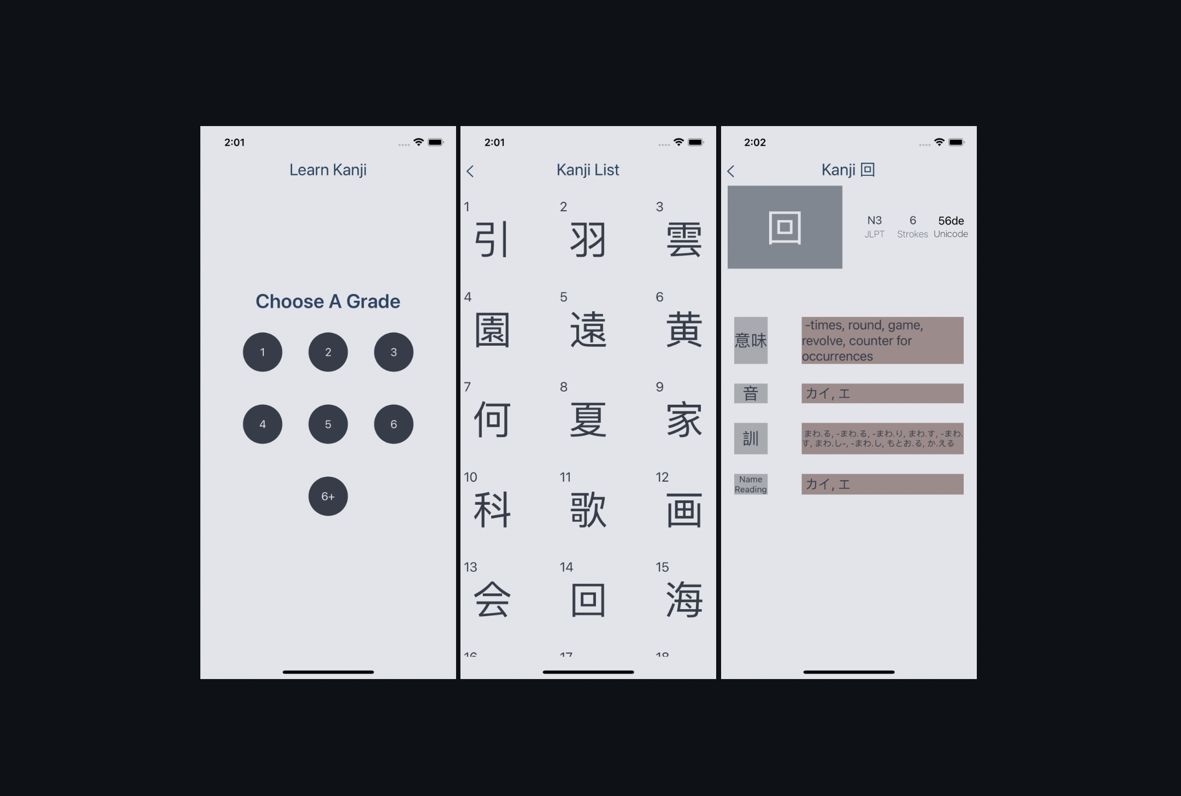 2:01
Learn Kanji
Choose A Grade
1 2 3
4 5 6
6+
2:01
Kanji List
1 2 3
引 羽 雲
4 5 6
園 遠 黄
7 8 9
何 夏 家
10 11 12
科 歌 画
13 14 15
会 回 海
16 17 18
2:02
Kanji 回
回
N3 6 56de
JLPT Strokes Unicode
意味
-times, round, game,
revolve, counter for
occurrences
音
カイ, エ
訓
まわ.る, -まわ.る, -まわ.り, まわ.す, -まわ.
す, まわ.し-, -まわ.し, もとお.る, か.える
Name
Reading
カイ, エ